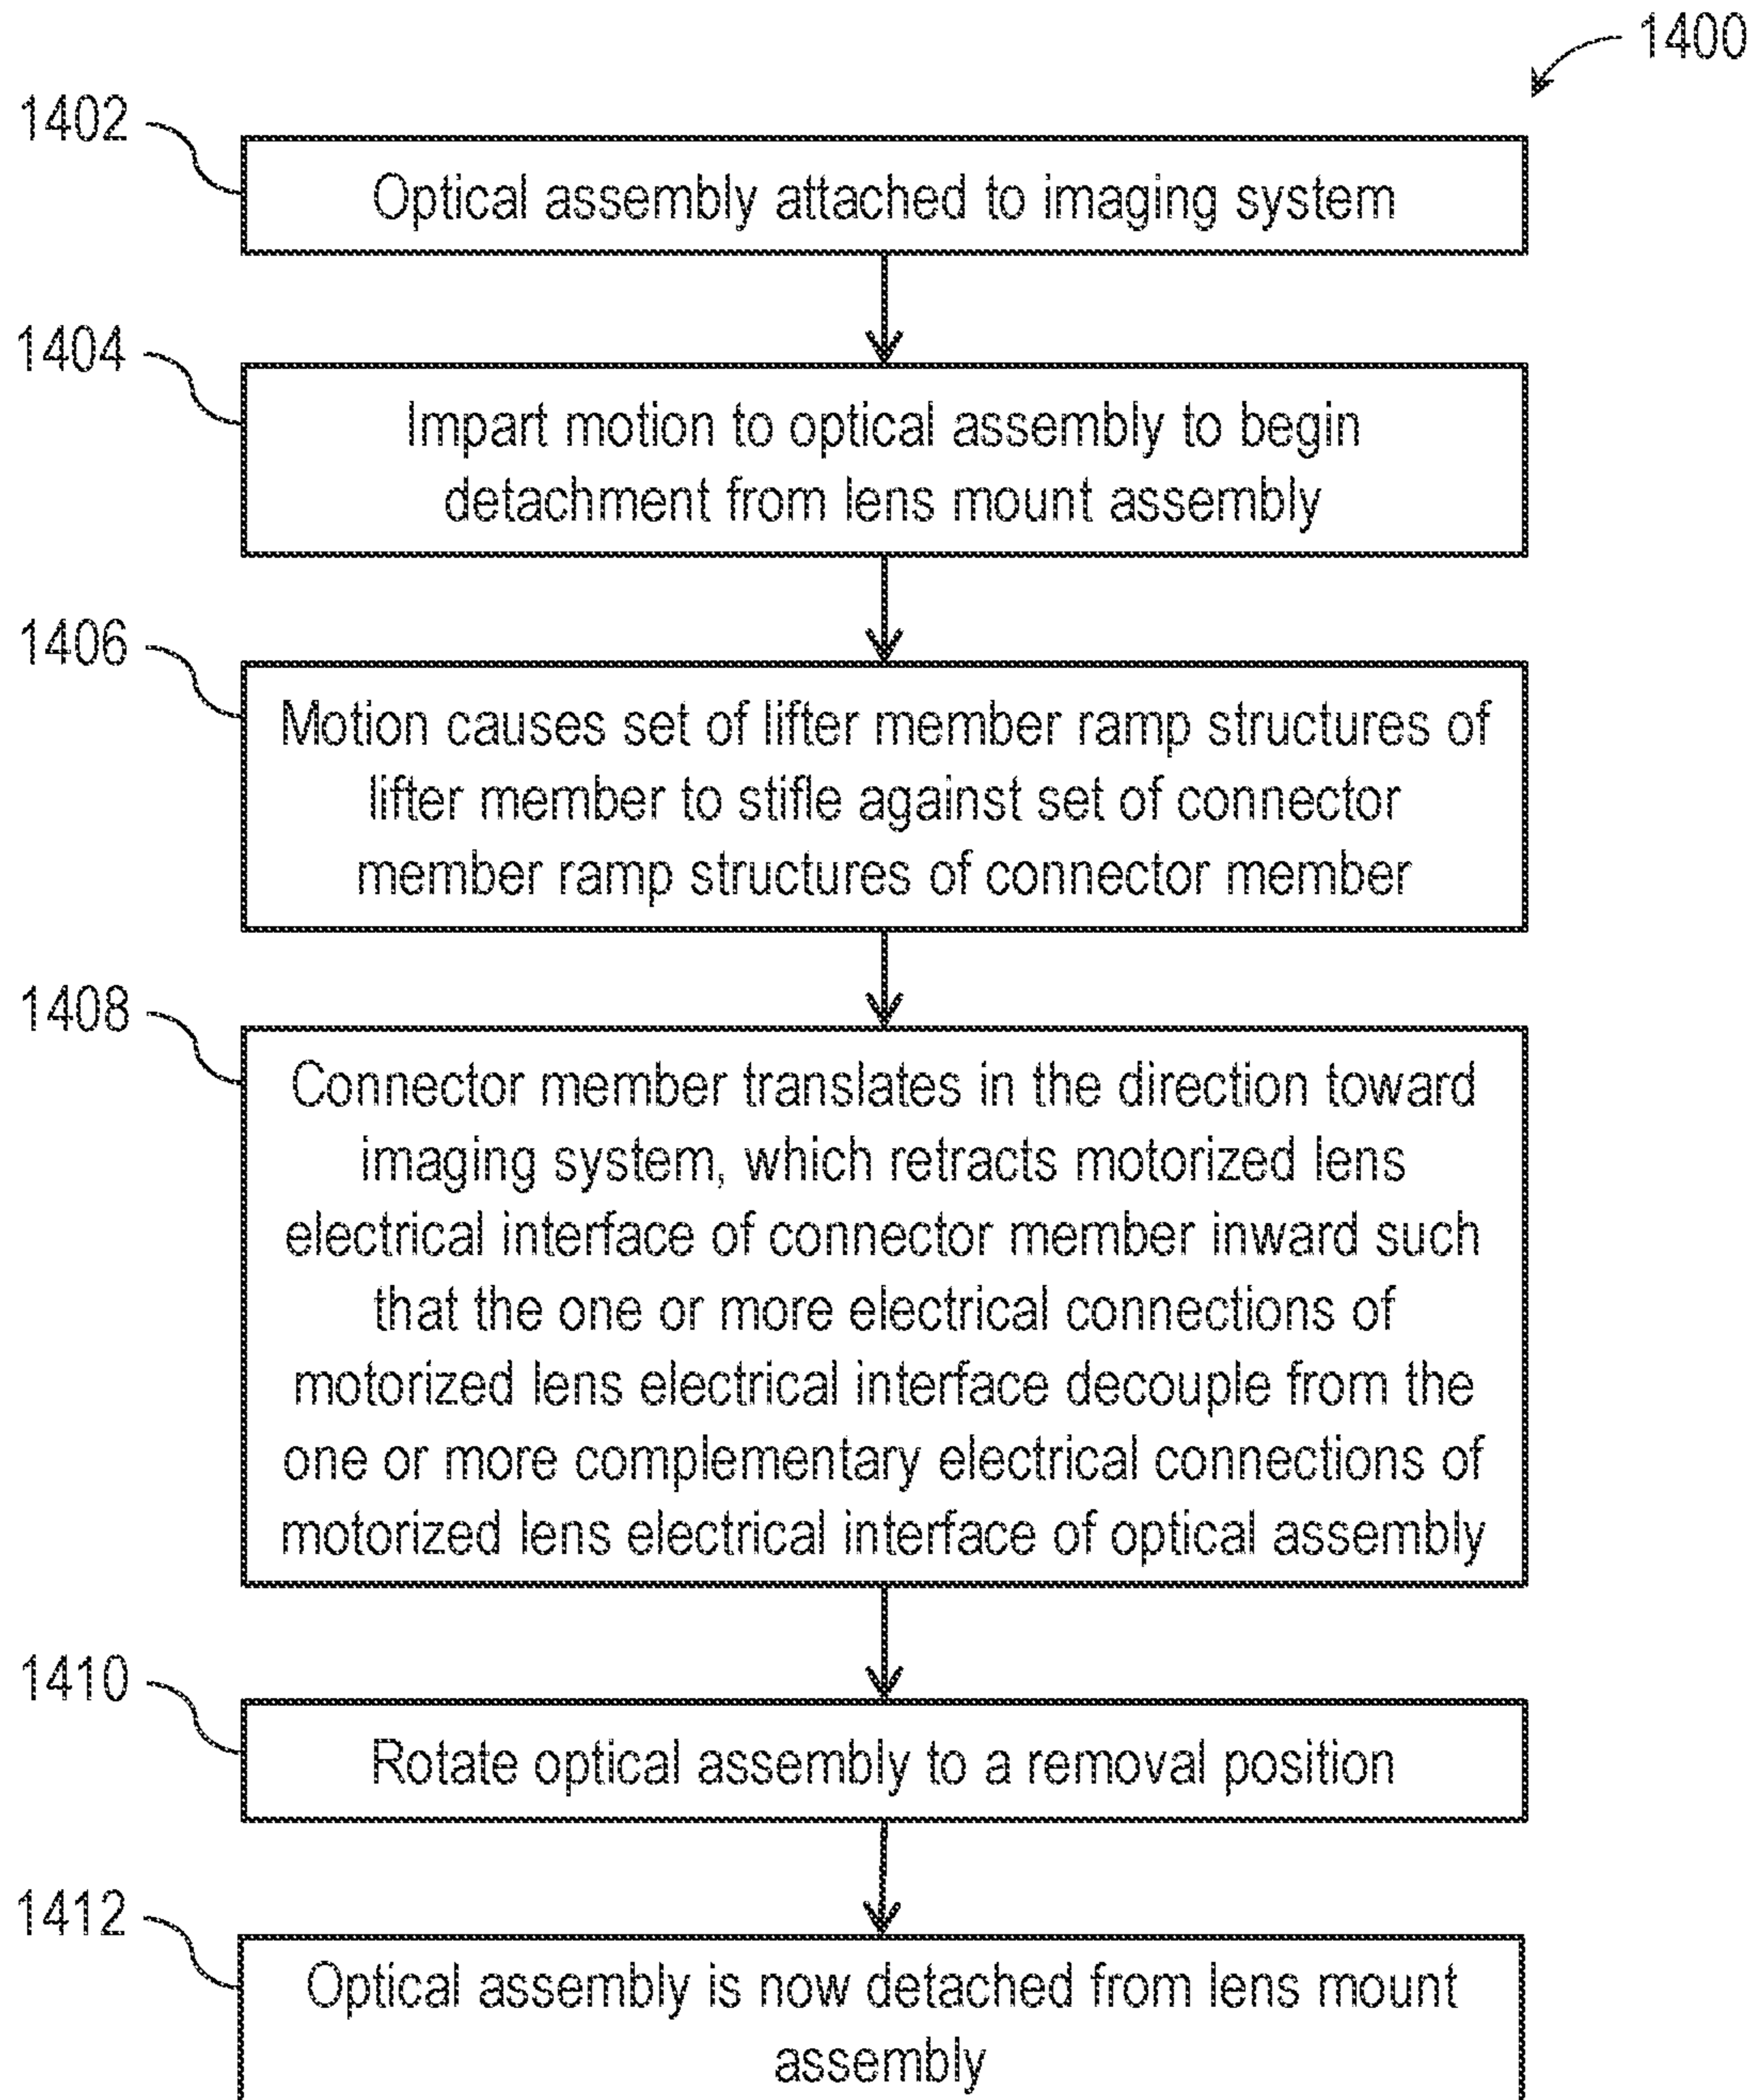 1400
1402
Optical assembly attached to imaging system
1404
Impart motion to optical assembly to begin
detachment from lens mount assembly
1406
Motion causes set of lifter member ramp structures of
lifter member to stifle against set of connector
member ramp structures of connector member
1408
Connector member translates in the direction toward
imaging system, which retracts motorized lens
electrical interface of connector member inward such
that the one or more electrical connections of
motorized lens electrical interface decouple from the
one or more complementary electrical connections of
motorized lens electrical interface of optical assembly
1410
Rotate optical assembly to a removal position
1412
Optical assembly is now detached from lens mount
assembly